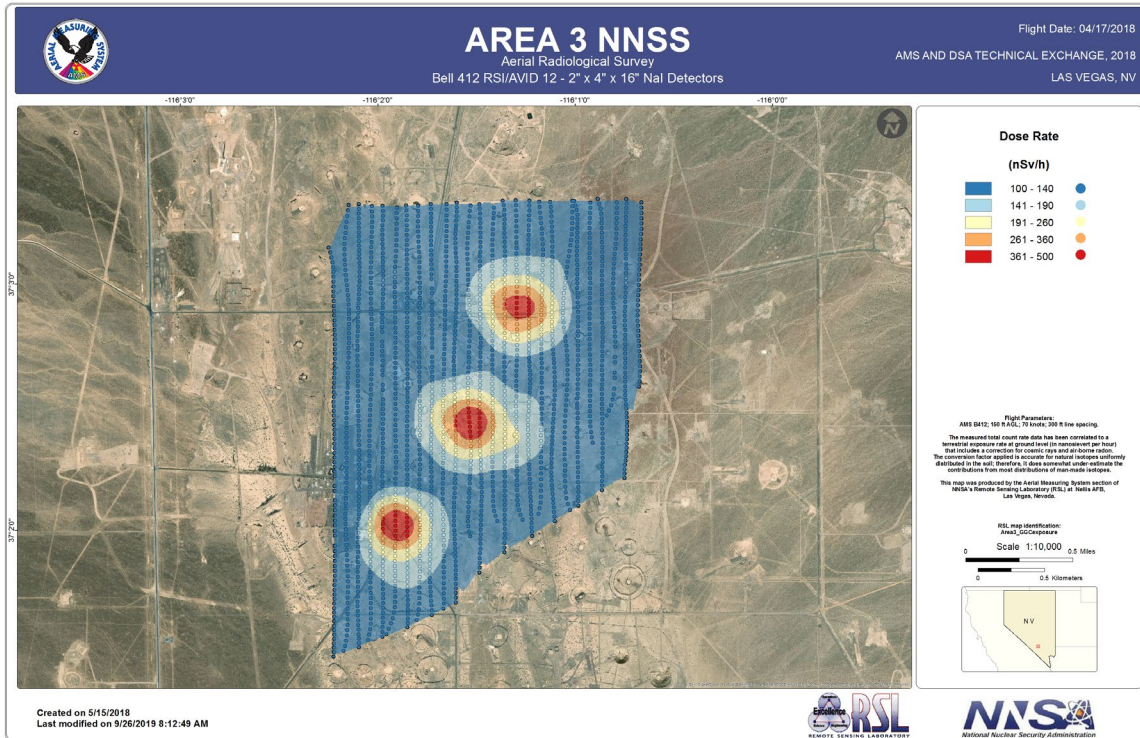 AERIAL MEASURING SYSTEM
AREA 3 NNSS
Aerial Radiological Survey
Bell 412 RSI/AVID 12 - 2" x 4" x 16" NaI Detectors
Flight Date: 04/17/2018
AMS AND DSA TECHNICAL EXCHANGE, 2018
LAS VEGAS, NV
-116°3'0"
-116°2'0"
-116°1'0"
-116°0'0"
N
37°3'0"
37°2'0"
Dose Rate
(nSv/h)
100 - 140
141 - 190
191 - 260
261 - 360
361 - 500
Flight Parameters:
AMS B412; 150 ft AGL; 70 knots; 300 ft line spacing.
The measured total count rate data has been correlated to a
terrestrial exposure rate at ground level (in nanosievert per hour)
that includes a correction for cosmic rays and air-borne radon.
The conversion factor applied is accurate for natural isotopes uniformly
distributed in the soil; therefore, it does somewhat under-estimate the
contributions from most distributions of man-made isotopes.
This map was produced by the Aerial Measuring System section of
NNSA's Remote Sensing Laboratory (RSL) at Nellis AFB,
Las Vegas, Nevada.
RSL map identification:
Area3_GGCexposure
Scale 1:10,000
0 0.5 Miles
0 0.5 Kilometers
NV
Created on 5/15/2018
Last modified on 9/26/2019 8:12:49 AM
Excellence
RSL
REMOTE SENSING LABORATORY
NNSA
National Nuclear Security Administration